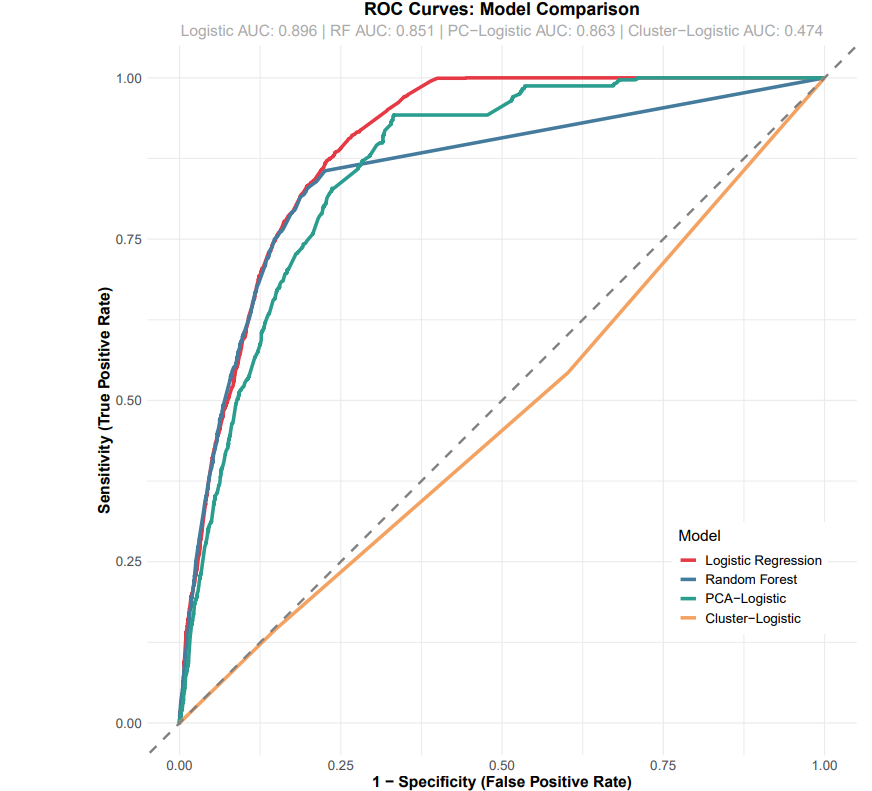 ROC Curves: Model Comparison
Logistic AUC: 0.896 | RF AUC: 0.851 | PC−Logistic AUC: 0.863 | Cluster−Logistic AUC: 0.474
1.00
0.75
0.50
0.25
0.00
Sensitivity (True Positive Rate)
Model
Logistic Regression
Random Forest
PCA−Logistic
Cluster−Logistic
0.00 0.25 0.50 0.75 1.00
1 − Specificity (False Positive Rate)